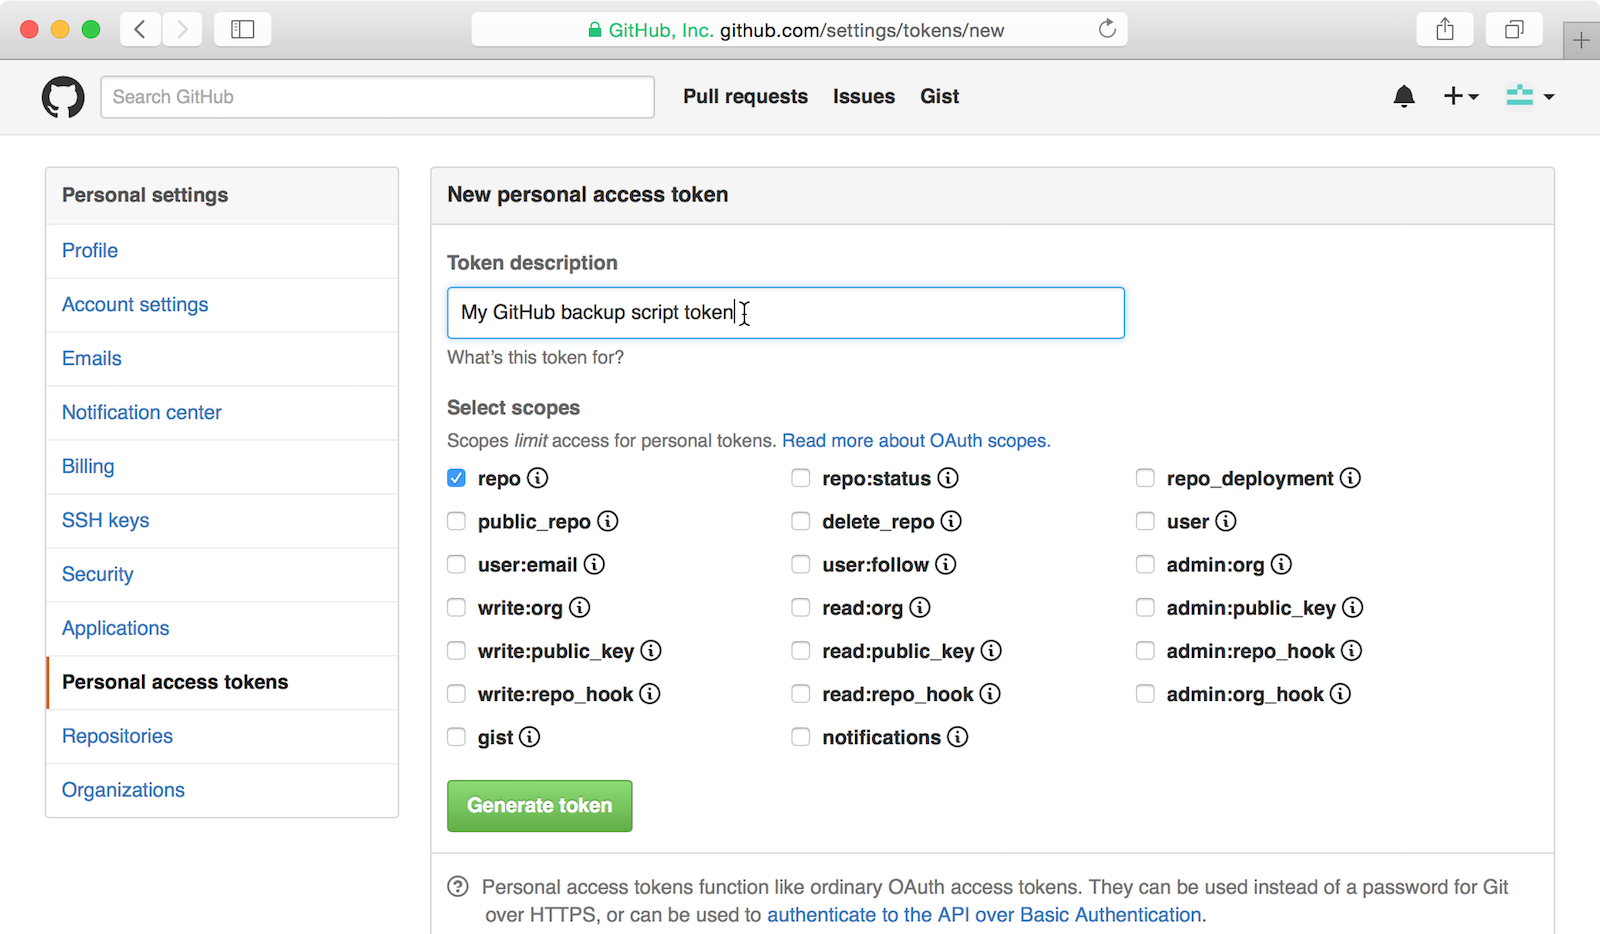 GitHub, Inc. github.com/settings/tokens/new
Search GitHub
Pull requests Issues Gist
Personal settings
Profile
Account settings
Emails
Notification center
Billing
SSH keys
Security
Applications
Personal access tokens
Repositories
Organizations
New personal access token
Token description
My GitHub backup script token
What's this token for?
Select scopes
Scopes limit access for personal tokens. Read more about OAuth scopes.
repo repo:status repo_deployment
public_repo delete_repo user
user:email user:follow admin:org
write:org read:org admin:public_key
write:public_key read:public_key admin:repo_hook
write:repo_hook read:repo_hook admin:org_hook
gist notifications
Generate token
Personal access tokens function like ordinary OAuth access tokens. They can be used instead of a password for Git
over HTTPS, or can be used to authenticate to the API over Basic Authentication.